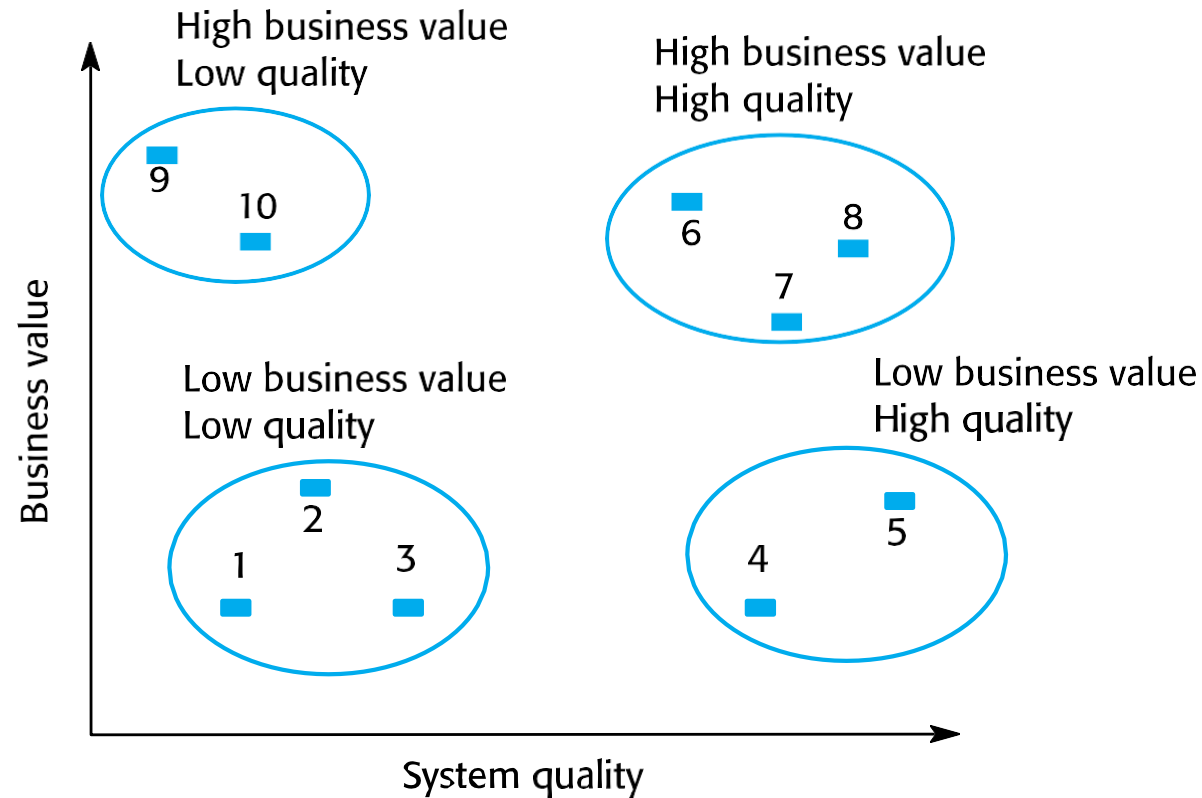 High business value
Low quality
High business value
High quality
9
10
6
8
7
Business value
Low business value
Low quality
Low business value
High quality
2
5
1
3
4
System quality